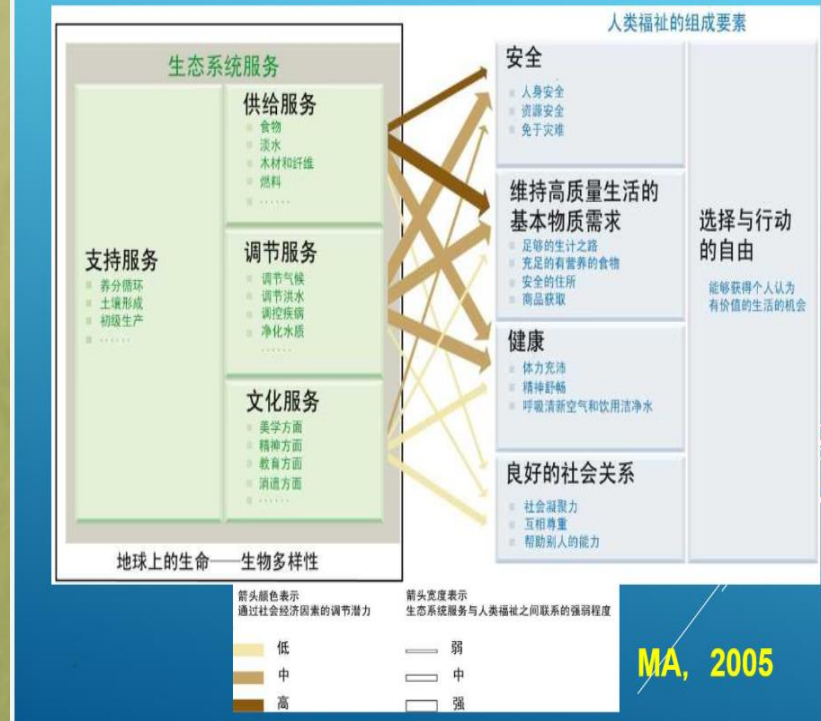 人类福祉的组成要素
生态系统服务
支持服务
养分循环
土壤形成
初级生产
......
供给服务
食物
淡水
木材和纤维
燃料
......
调节服务
调节气候
调节洪水
调控疾病
净化水质
......
文化服务
美学方面
精神方面
教育方面
消遣方面
......
地球上的生命——生物多样性
安全
人身安全
资源安全
免于灾难
维持高质量生活的
基本物质需求
足够的生计之路
充足的有营养的食物
安全的住所
商品获取
健康
体力充沛
精神舒畅
呼吸清新空气和饮用洁净水
良好的社会关系
社会凝聚力
互相尊重
帮助别人的能力
选择与行动
的自由
能够获得个人认为
有价值的生活的机会
箭头颜色表示
通过社会经济因素的调节潜力
低
中
高
箭头宽度表示
生态系统服务与人类福祉之间联系的强弱程度
弱
中
强
MA, 2005